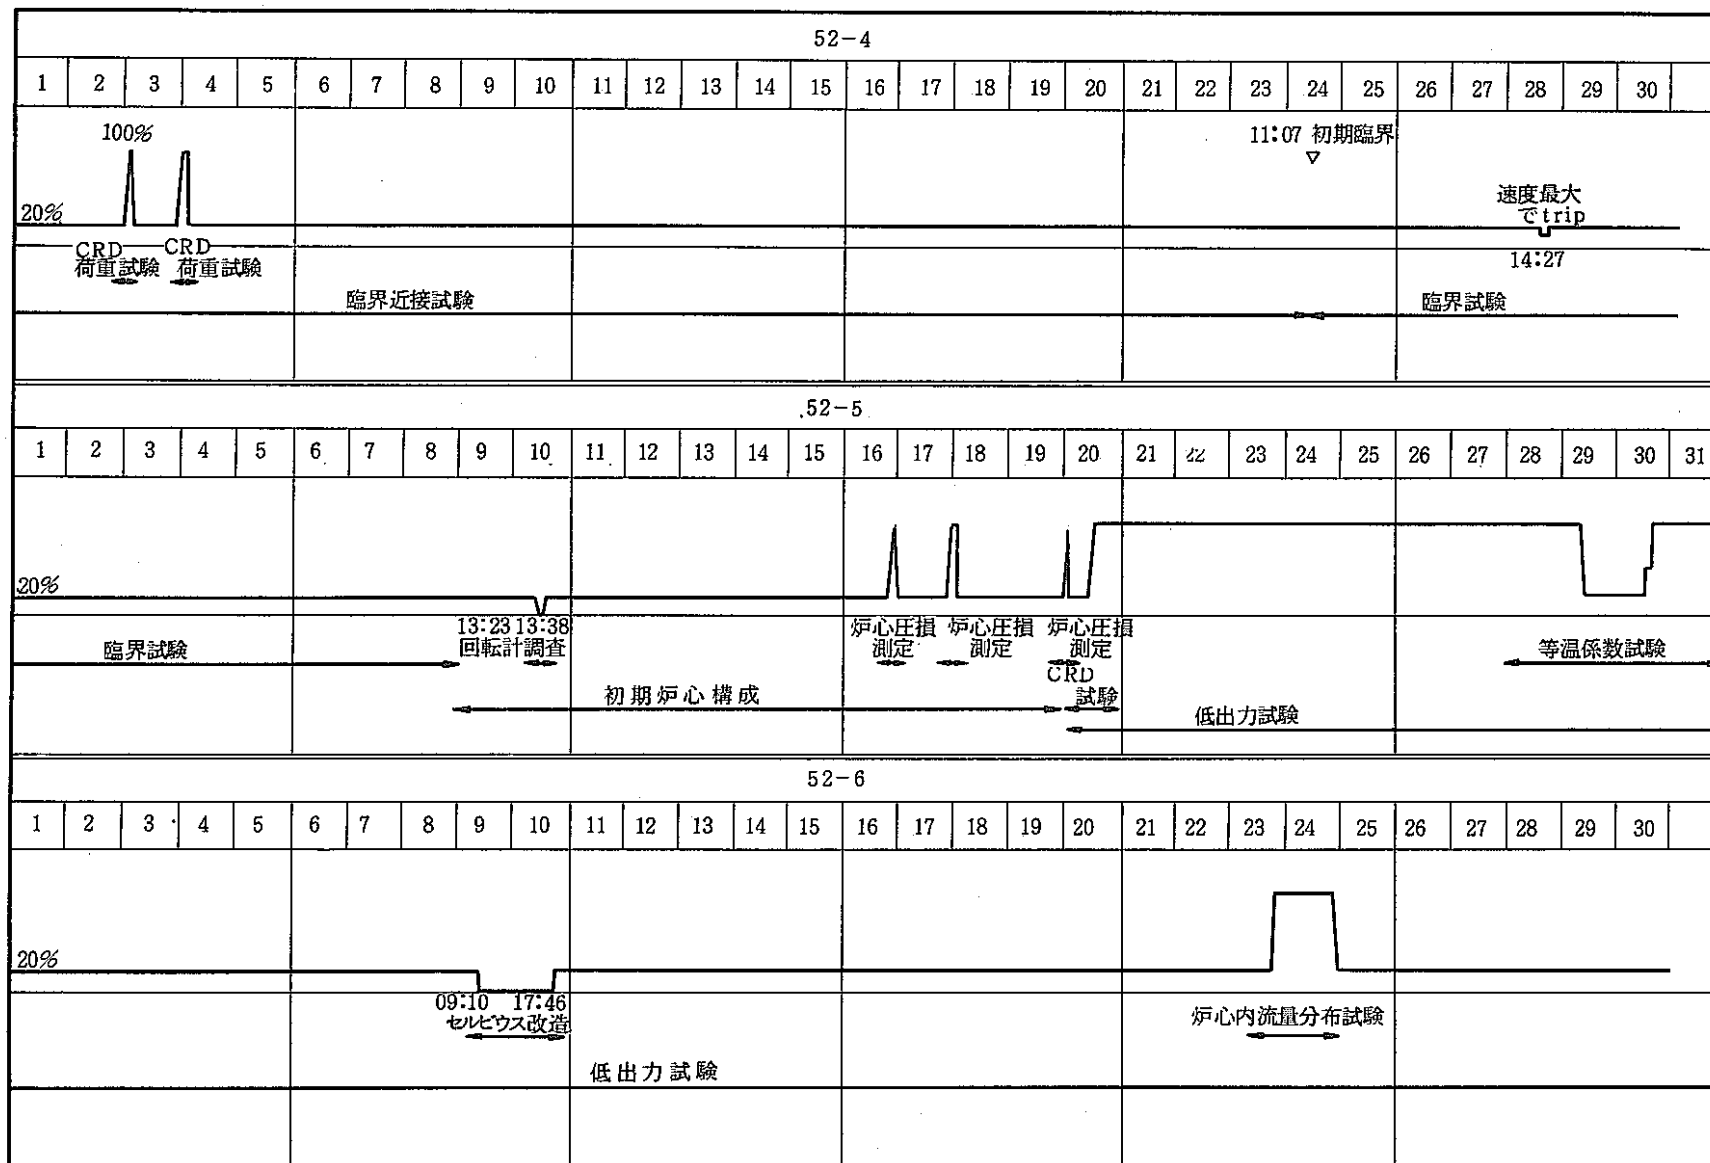 52-4
1 2 3 4 5 6 7 8 9 10 11 12 13 14 15 16 17 18 19 20 21 22 23 24 25 26 27 28 29 30
100%
11:07 初期臨界
▽
20%
速度最大
でtrip
CRD CRD
荷重試験 荷重試験
14:27
臨界近接試験
臨界試験
52-5
1 2 3 4 5 6 7 8 9 10 11 12 13 14 15 16 17 18 19 20 21 22 23 24 25 26 27 28 29 30 31
20%
13:23 13:38
回転計調査
炉心圧損 炉心圧損 炉心圧損
測定 測定 測定
臨界試験
等温係数試験
CRD
試験
初期炉心構成
低出力試験
52-6
1 2 3 4 5 6 7 8 9 10 11 12 13 14 15 16 17 18 19 20 21 22 23 24 25 26 27 28 29 30
20%
09:10 17:46
セルビウス改造
炉心内流量分布試験
低出力試験